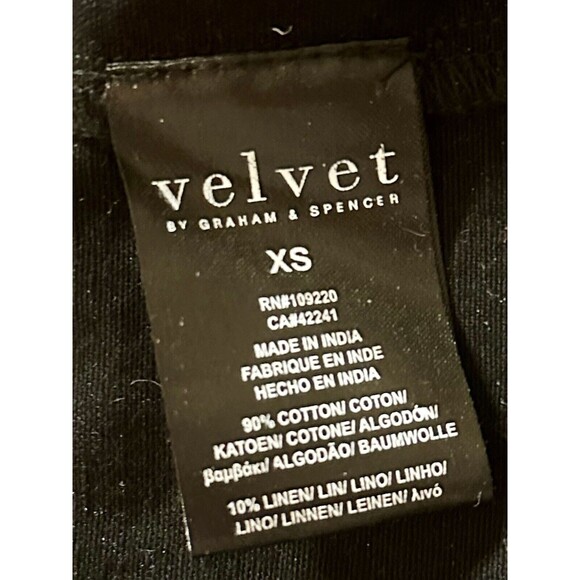 velvet
BY GRAHAM & SPENCER
XS
RN#109220
CA#42241
MADE IN INDIA
FABRIQUE EN INDE
HECHO EN INDIA
90% COTTON/ COTON/
KATOEN/ COTONE/ ALGODÓN/
βαμβάκι/ ALGODÃO/ BAUMWOLLE
10% LINEN/ LIN/ LINO/ LINHO/
LINO/ LINNEN/ LEINEN/ λινό